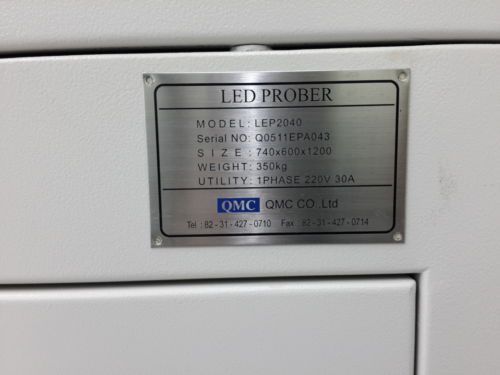 LED PROBER
MODEL: LEP2040
Serial NO: Q0511EPA043
SIZE: 740x600x1200
WEIGHT: 350kg
UTILITY: 1PHASE 220V 30A
QMC QMC CO.,Ltd
Tel : 82 - 31 - 427 - 0710 Fax : 82 - 31 - 427 - 0714